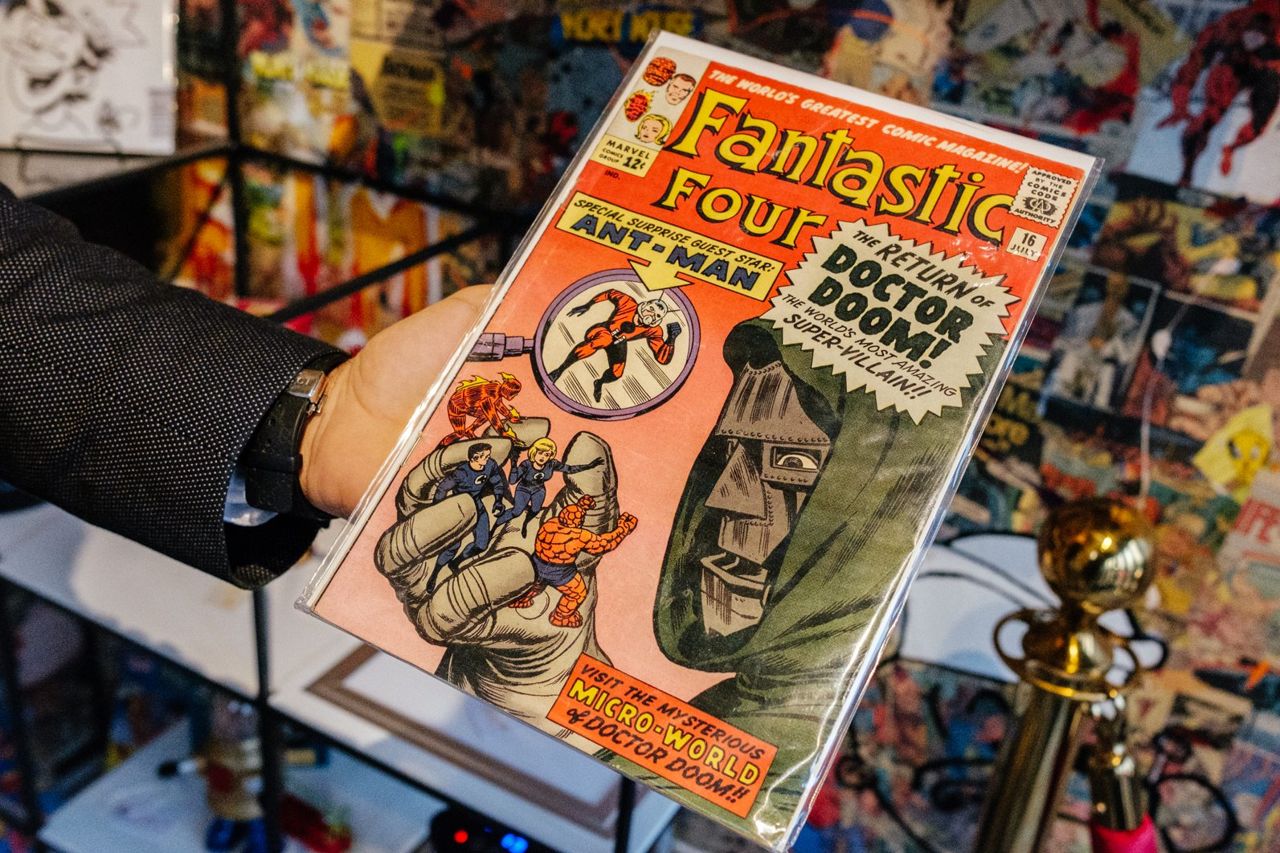 THE WORLD'S GREATEST COMIC MAGAZINE!
Fantastic
Four
MARVEL
COMICS
GROUP
12¢
IND.
APPROVED
BY THE
COMICS
CODE
CA
AUTHORITY
16
JULY
SPECIAL SURPRISE GUEST STAR:
ANT-MAN
THE RETURN OF
DOCTOR
DOOM!
THE WORLD'S MOST AMAZING
SUPER-VILLAIN!!
VISIT THE MYSTERIOUS
MICRO-WORLD
of DOCTOR DOOM!!